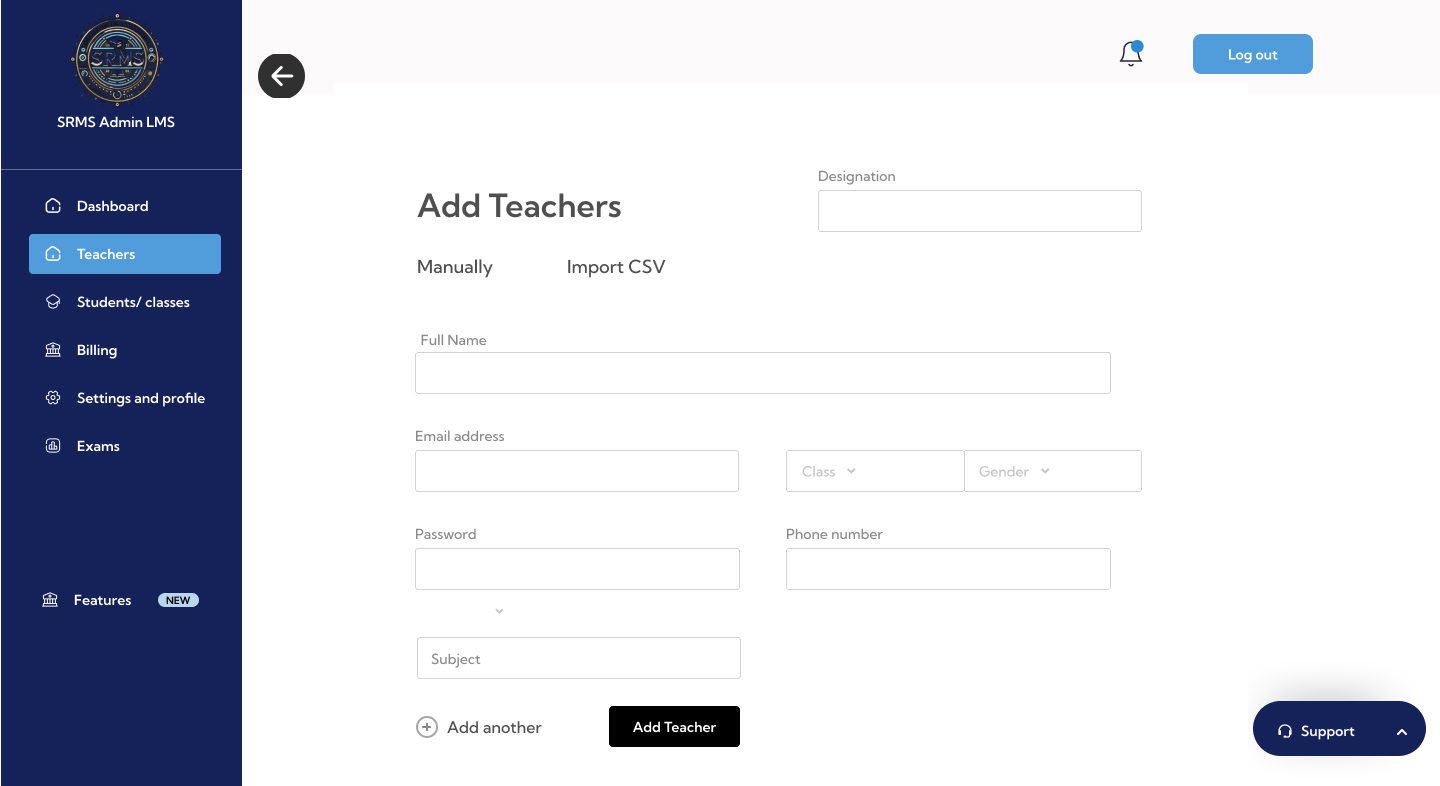 SRMS
SRMS Admin LMS
Dashboard
Teachers
Students/ classes
Billing
Settings and profile
Exams
Features NEW
Log out
Designation
Add Teachers
Manually Import CSV
Full Name
Email address
Class Gender
Password Phone number
Subject
Add another Add Teacher
Support